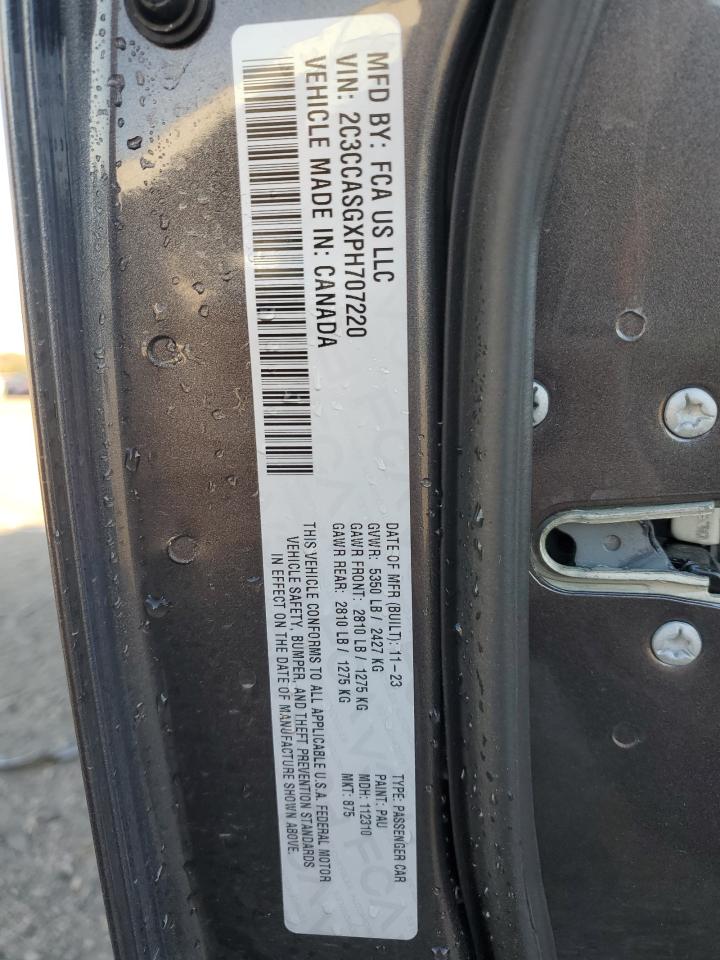 MFD BY: FCA US LLC
VIN: 2C3CCASGXPH707220
VEHICLE MADE IN: CANADA
DATE OF MFR (BUILT): 11-23
GVWR: 5350 LB / 2427 KG
GAWR FRONT: 2810 LB / 1275 KG
GAWR REAR: 2810 LB / 1275 KG
THIS VEHICLE CONFORMS TO ALL APPLICABLE U.S.A. FEDERAL MOTOR
VEHICLE SAFETY, BUMPER, AND THEFT PREVENTION STANDARDS
IN EFFECT ON THE DATE OF MANUFACTURE SHOWN ABOVE.
TYPE: PASSENGER CAR
PAINT: PAU
MDH: 112310
MKT: 875